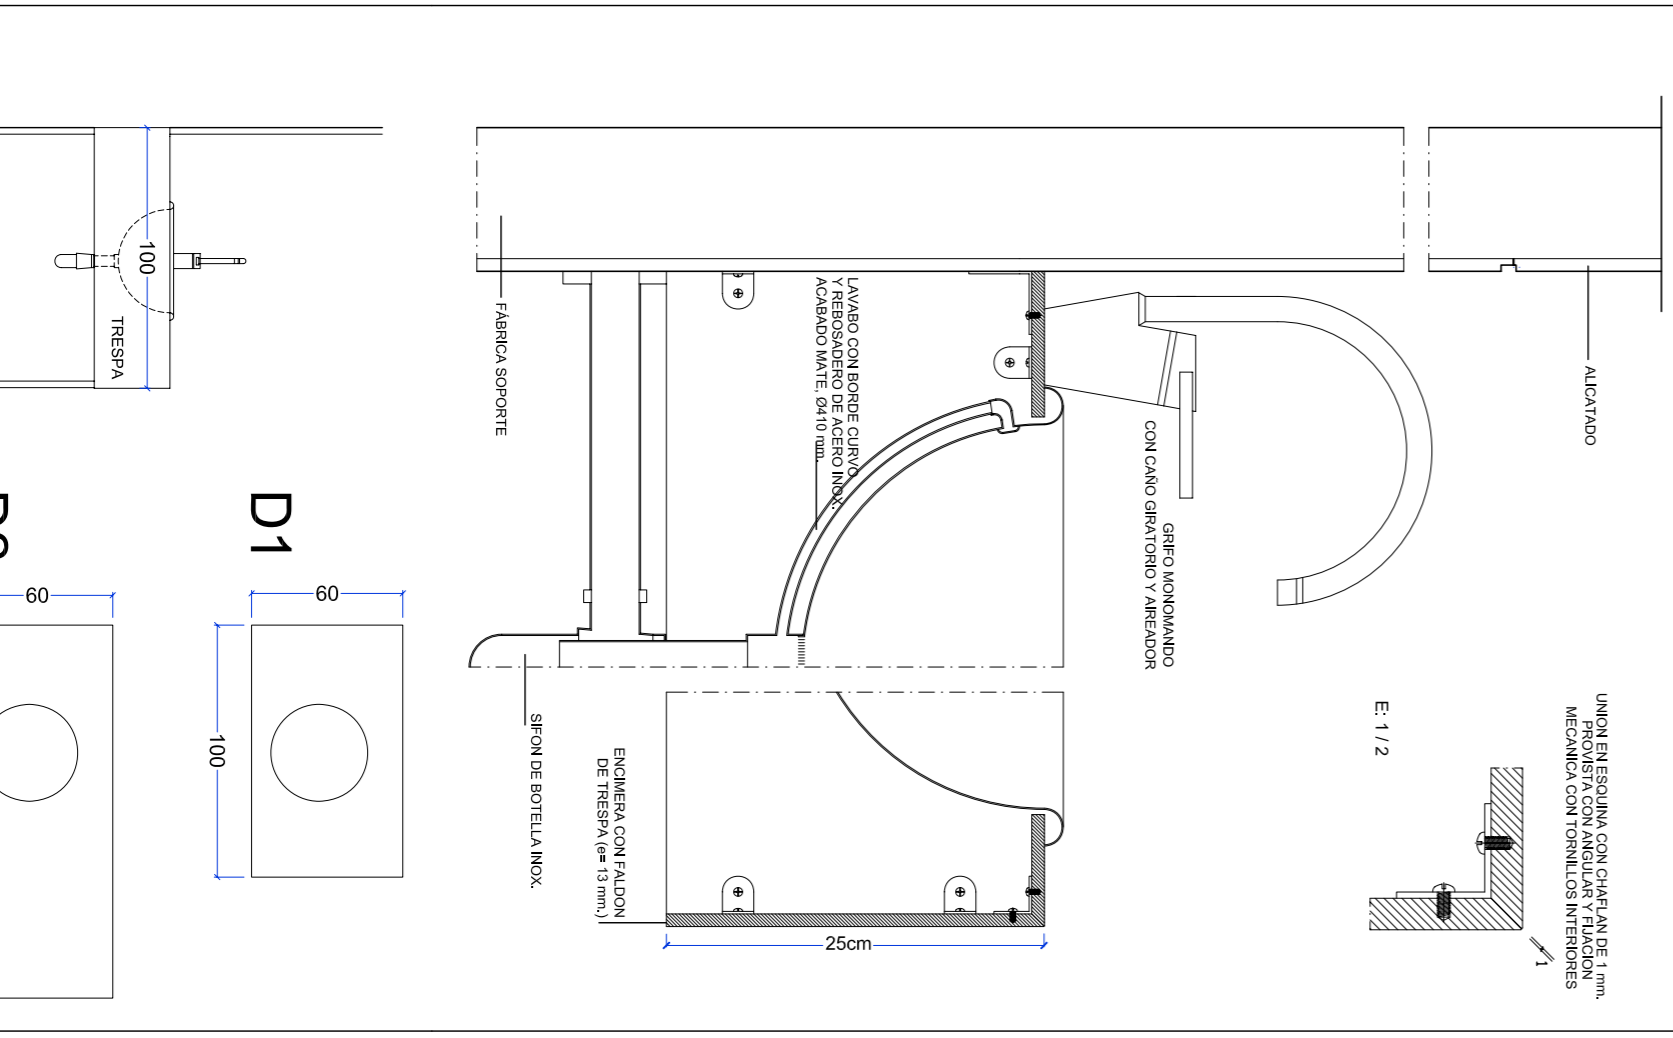 UNION EN ESQUINA CON CHAFLAN DE 1 mm.
PROVISTA CON ANGULAR Y FIJACION
MECANICA CON TORNILLOS INTERIORES
1
ALICATADO
E: 1 / 2
GRIFO MONOMANDO
CON CAÑO GIRATORIO Y AIREADOR
LAVABO CON BORDE CURVO
Y REBOSADERO DE ACERO INOX.
ACABADO MATE, Ø410 mm.
25cm
ENCIMERA CON FALDON
DE TRESPA (e= 13 mm.)
SIFON DE BOTELLA INOX.
FÁBRICA SOPORTE
D1
60
100
100
TRESPA
60